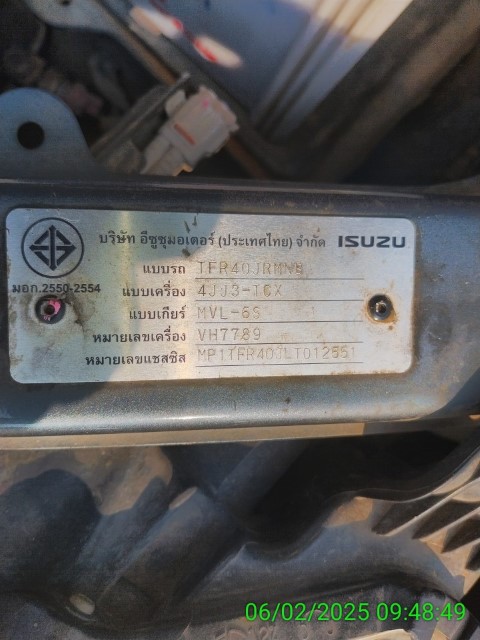 บริษัท อีซูซุมอเตอร์ (ประเทศไทย) จำกัด ISUZU
แบบรถ TFR40JRMN8
มอก.2550-2554
แบบเครื่อง 4JJ3-TCX
แบบเกียร์ MVL-6S
หมายเลขเครื่อง VH7789
หมายเลขแชสซิส MP1TFR40JLT012551
06/02/2025 09:48:49